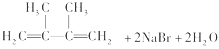 H₃C CH₃
H₂C=C—C=CH₂ +2NaBr+2H₂O